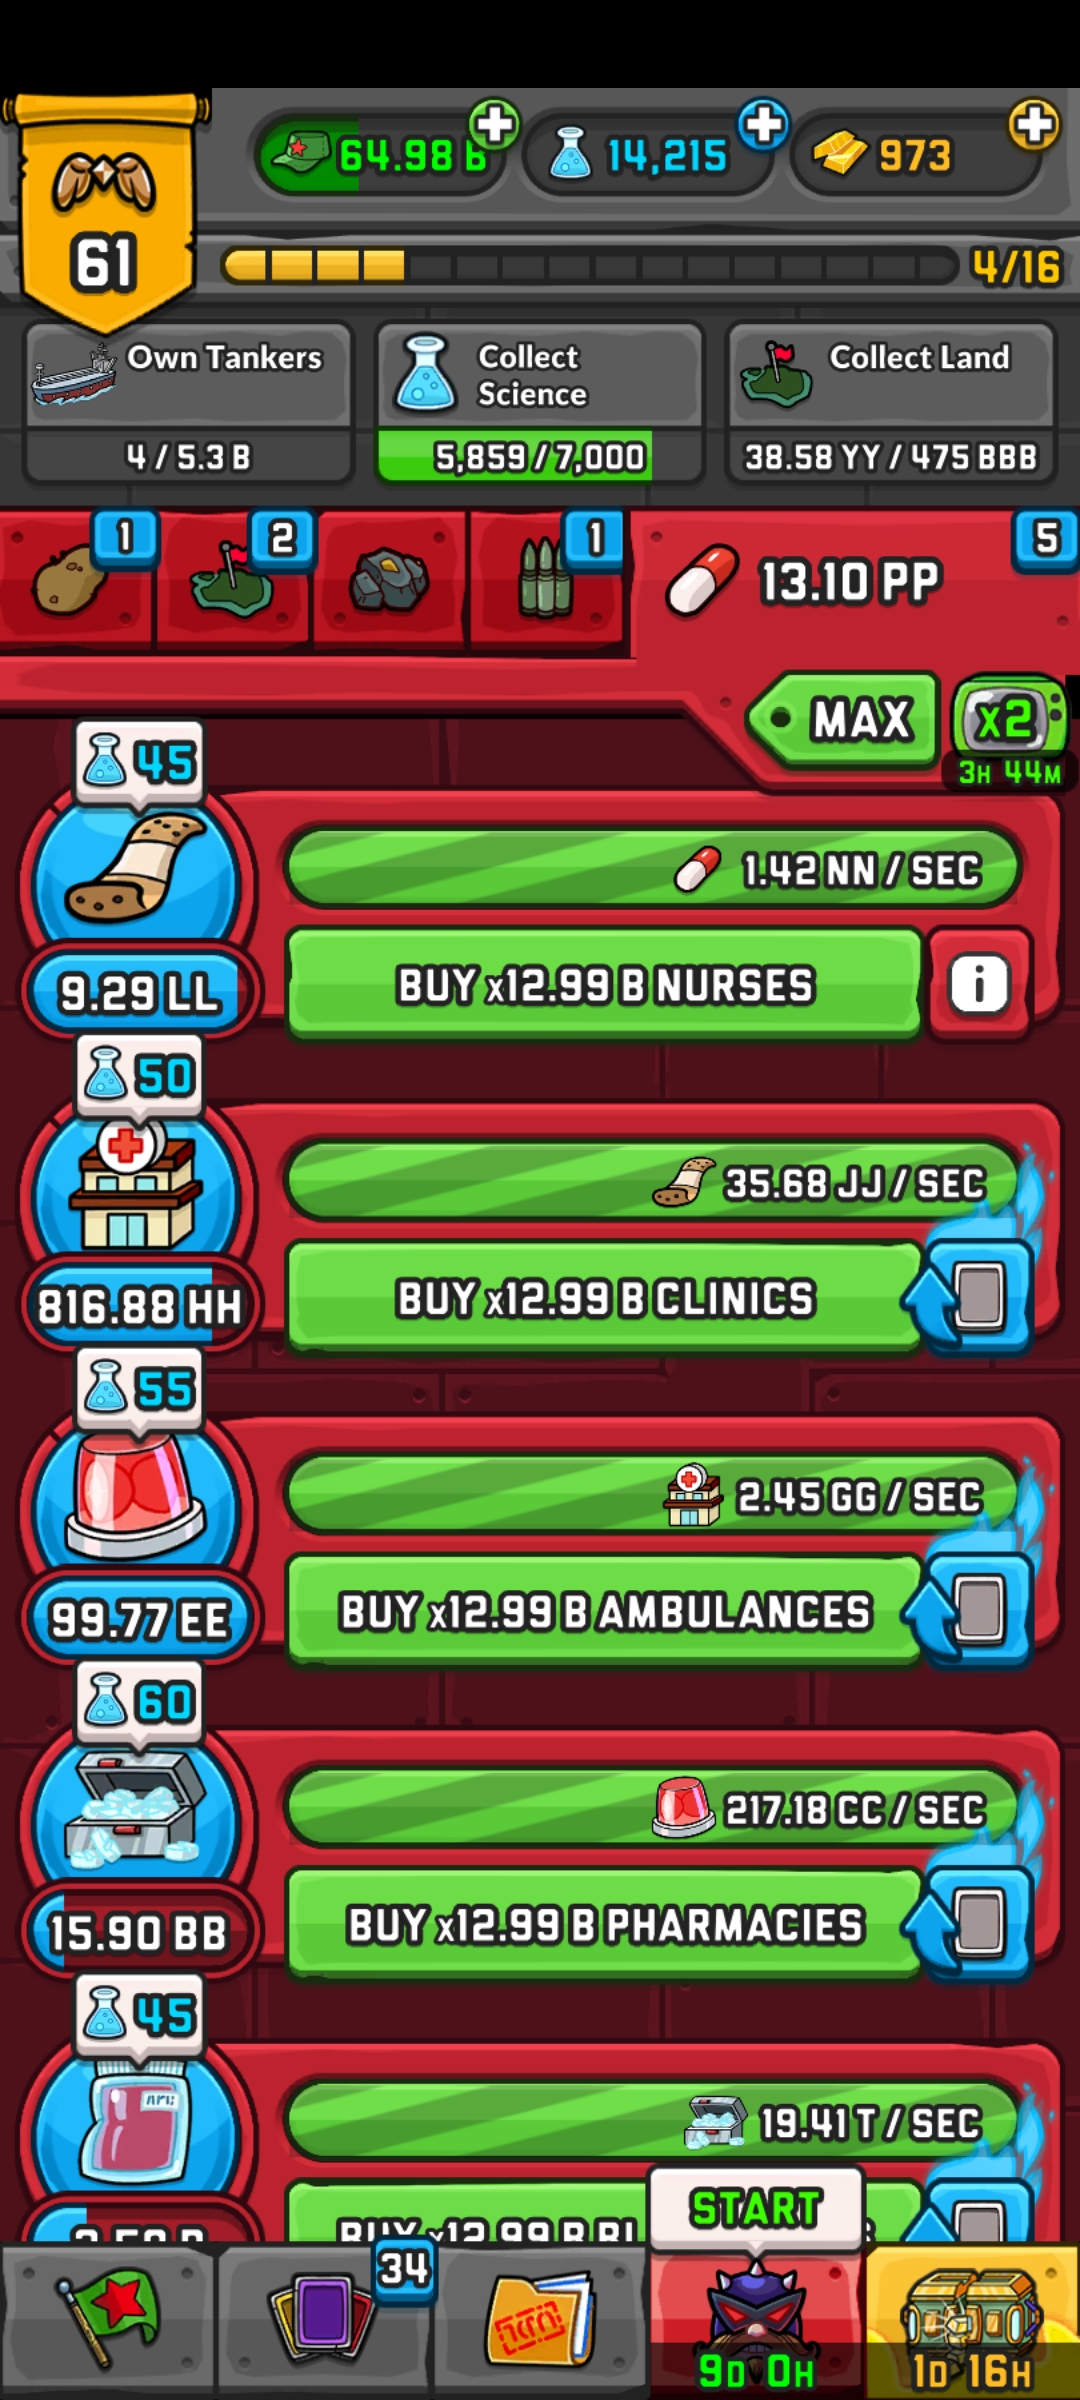 64.98 B
14,215
973
61
4/16
Own Tankers
4 / 5.3 B
Collect
Science
5,859 / 7,000
Collect Land
38.58 YY / 475 BBB
1
2
1
13.10 PP
5
MAX
x2
3H 44M
45
1.42 NN / SEC
9.29 LL
BUY x12.99 B NURSES
50
35.68 JJ / SEC
816.88 HH
BUY x12.99 B CLINICS
55
2.45 GG / SEC
99.77 EE
BUY x12.99 B AMBULANCES
60
217.18 CC / SEC
15.90 BB
BUY x12.99 B PHARMACIES
45
19.41 T / SEC
BUY x12.99 B
START
34
9D 0H
1D 16H